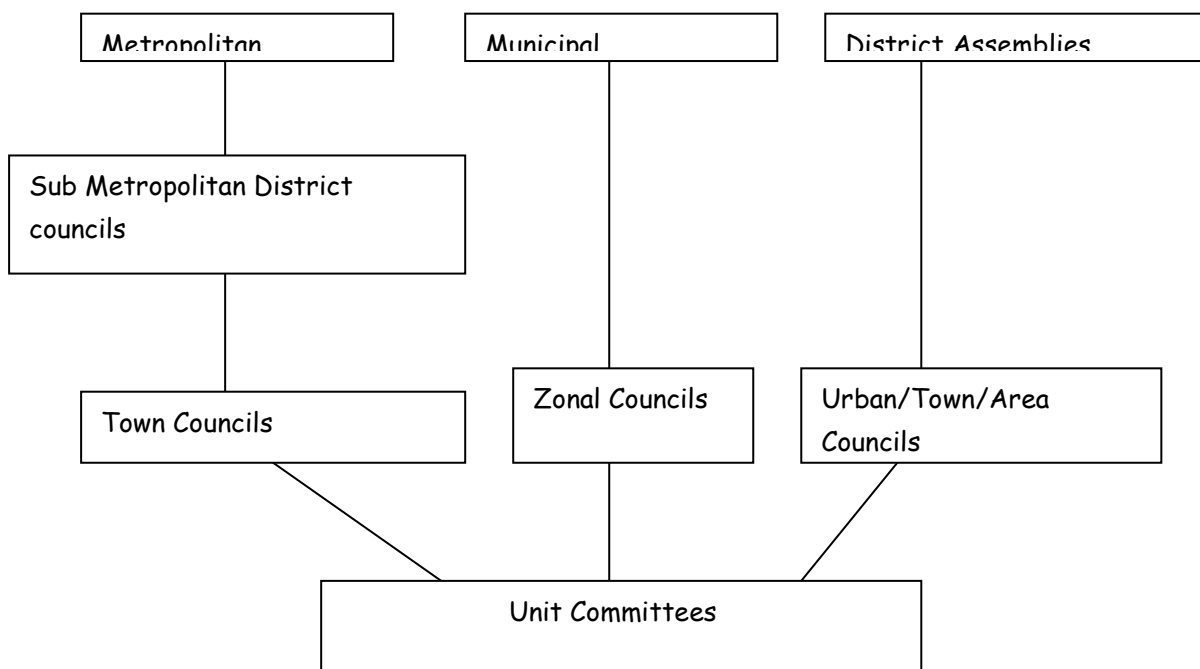 Metropolitan
Municipal
District Assemblies
Sub Metropolitan District
councils
Town Councils
Zonal Councils
Urban/Town/Area
Councils
Unit Committees